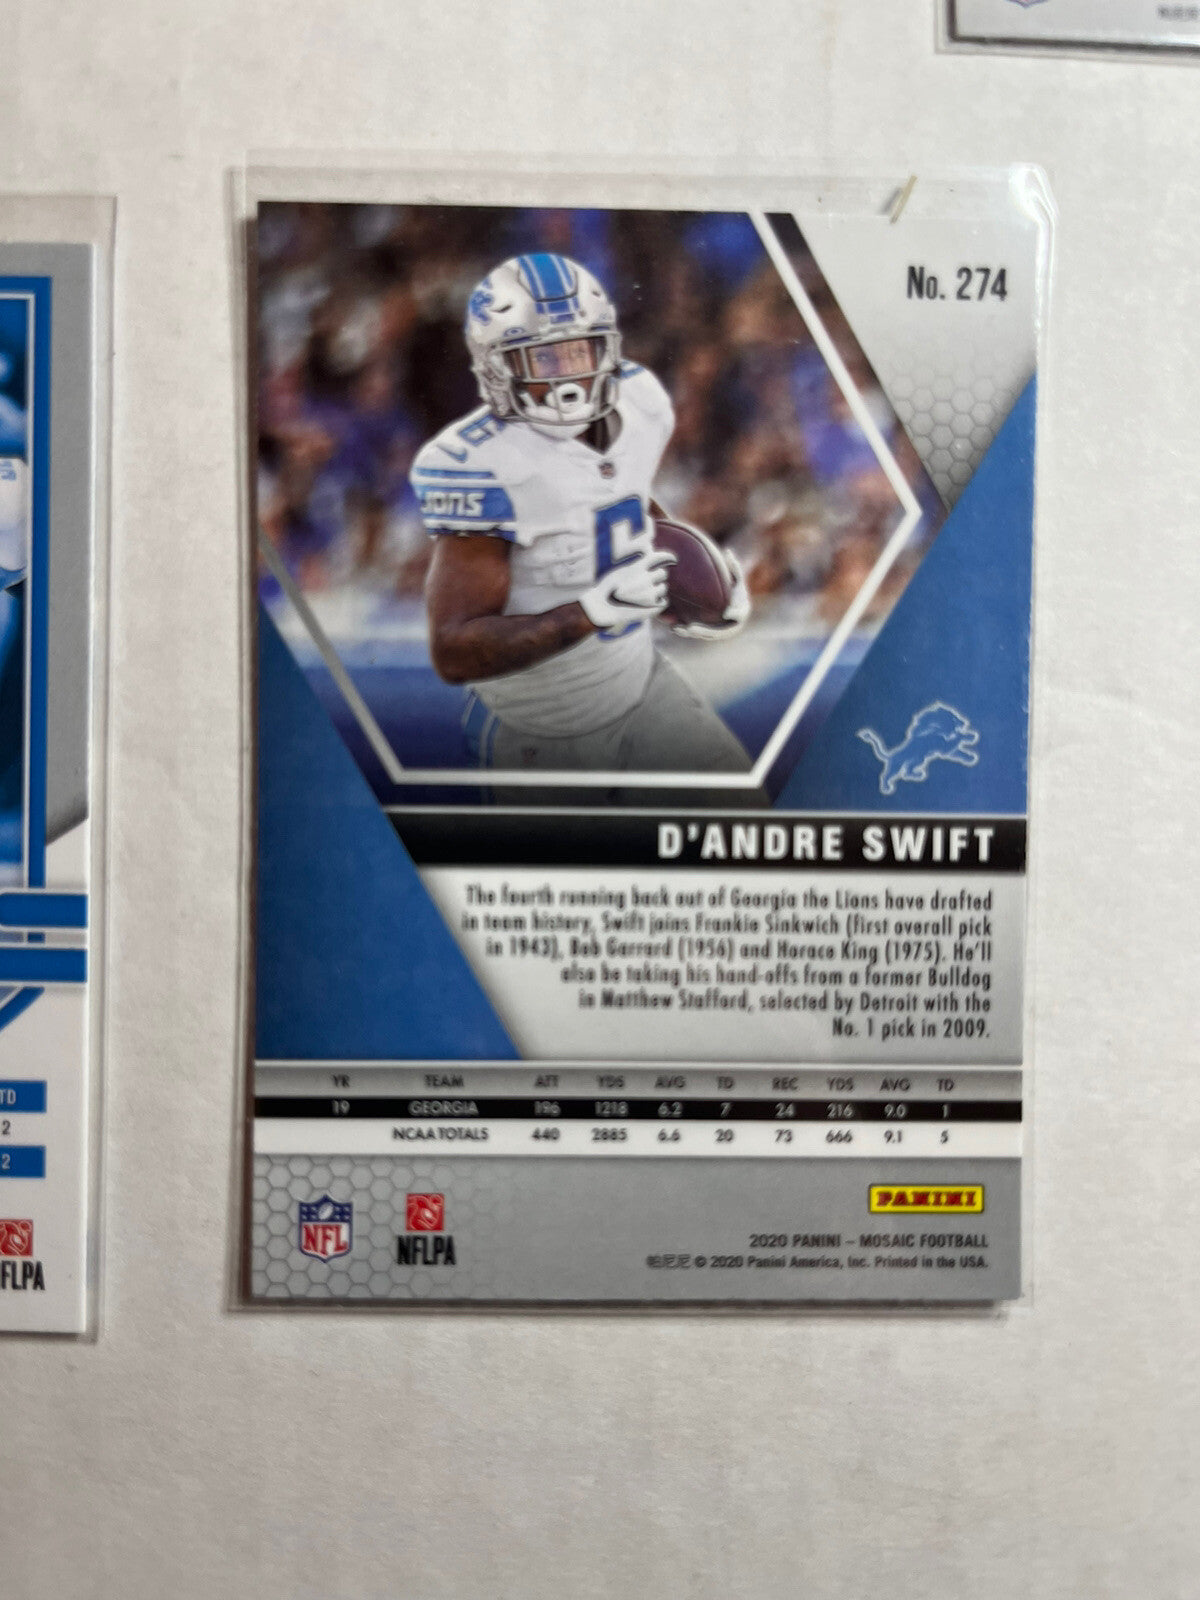 No. 274
LIONS
6
D'ANDRE SWIFT
The fourth running back out of Georgia the Lions have drafted
in team history, Swift joins Frankie Sinkwich (first overall pick
in 1943), Bob Garrard (1956) and Horace King (1975). He'll
also be taking his hand-offs from a former Bulldog
in Matthew Stafford, selected by Detroit with the
No. 1 pick in 2009.
YR TEAM ATT YDS AVG TD REC YDS AVG TD
19 GEORGIA 196 1218 6.2 7 24 216 9.0 1
NCAA TOTALS 440 2885 6.6 20 73 666 9.1 5
PANINI
NFL NFLPA
2020 PANINI – MOSAIC FOOTBALL
© 2020 Panini America, Inc. Printed in the USA.
TD
2
2
FLPA